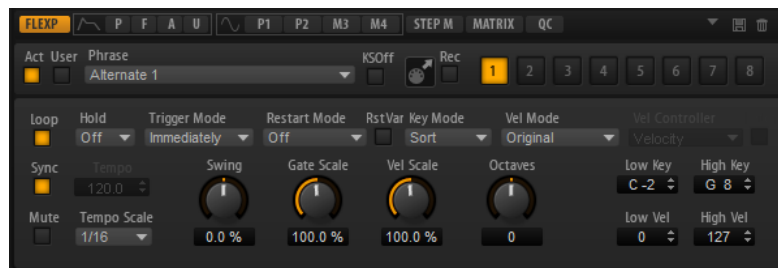 FLEXP P F A U P1 P2 M3 M4 STEP M MATRIX QC
Act User Phrase KSOff Rec
Alternate 1 1 2 3 4 5 6 7 8
Loop Hold Trigger Mode Restart Mode RstVar Key Mode Vel Mode Vel Controller
Off Immediately Off Sort Original Velocity
Sync Tempo Swing Gate Scale Vel Scale Octaves Low Key High Key
120.0 C -2 G 8
Mute Tempo Scale Low Vel High Vel
1/16 0.0 % 100.0 % 100.0 % 0 0 127